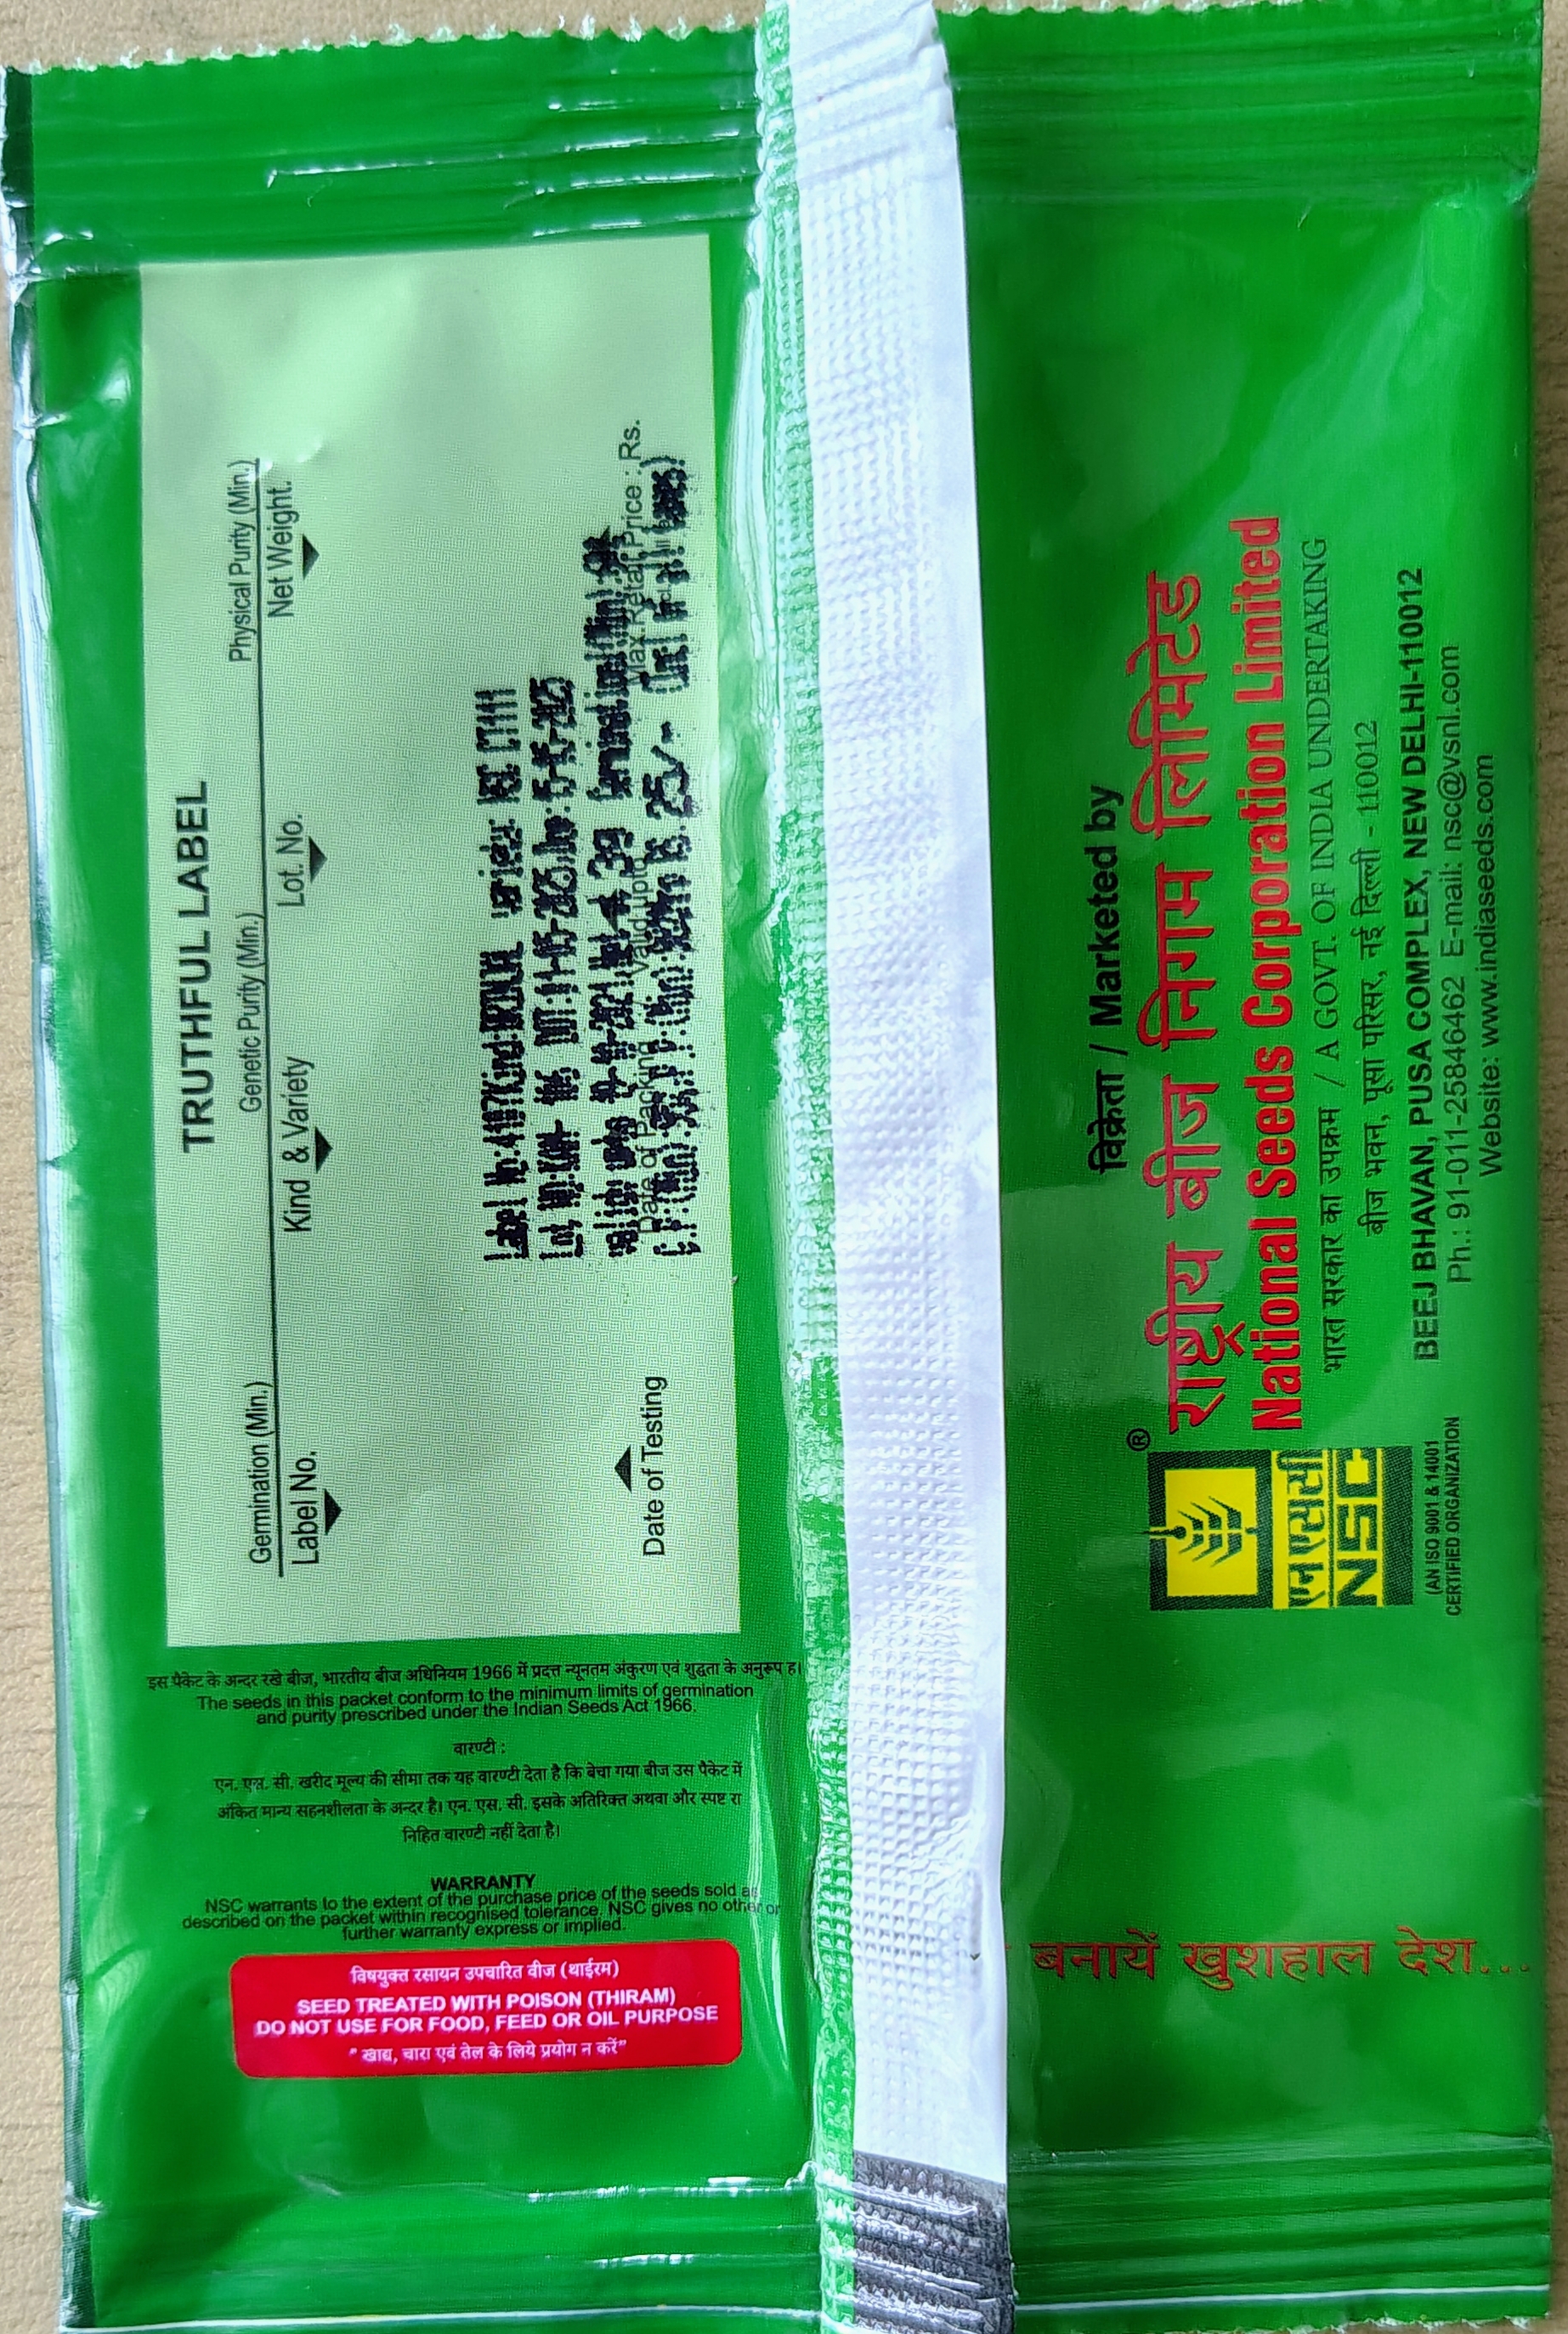 TRUTHFUL LABEL
Germination (Min.) Genetic Purity (Min.) Physical Purity (Min.)
Label No. Kind & Variety Lot. No. Net Weight.
Label No:
Lot
25/-
Date of Testing Date of Packing Valid upto Max.Retail Price : Rs.
विक्रेता / Marketed by
राष्ट्रीय बीज निगम लिमिटेड
®
National Seeds Corporation Limited
भारत सरकार का उपक्रम / A GOVT. OF INDIA UNDERTAKING
बीज भवन, पूसा परिसर, नई दिल्ली - 110012
BEEJ BHAVAN, PUSA COMPLEX, NEW DELHI-110012
Ph.: 91-011-25846462 E-mail: nsc@vsnl.com
Website: www.indiaseeds.com
एन एस सी
NSC
(AN ISO 9001 & 14001
CERTIFIED ORGANIZATION
इस पैकेट के अन्दर रखे बीज, भारतीय बीज अधिनियम 1966 में प्रदत्त न्यूनतम अंकुरण एवं शुद्धता के अनुरूप ह।
The seeds in this packet conform to the minimum limits of germination
and purity prescribed under the Indian Seeds Act 1966.
वारण्टी :
एन. एस. सी. खरीद मूल्य की सीमा तक यह वारण्टी देता है कि बेचा गया बीज उस पैकेट में
अंकित मान्य सहनशीलता के अन्दर है। एन. एस. सी. इसके अतिरिक्त अथवा और स्पष्ट रा
निहित वारण्टी नहीं देता है।
WARRANTY
NSC warrants to the extent of the purchase price of the seeds sold as
described on the packet within recognised tolerance. NSC gives no other or
further warranty express or implied.
विषयुक्त रसायन उपचारित बीज (थाईरम)
SEED TREATED WITH POISON (THIRAM)
DO NOT USE FOR FOOD, FEED OR OIL PURPOSE
" खाद्य, चारा एवं तेल के लिये प्रयोग न करें"
बनायें खुशहाल देश...